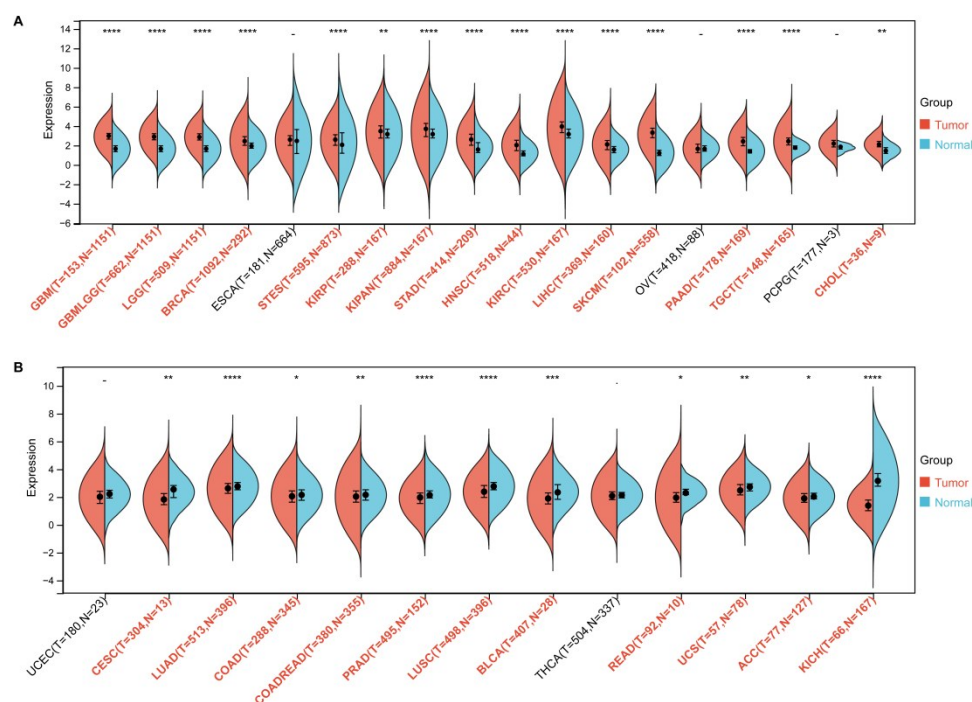 A
**** **** **** **** - **** ** **** **** **** **** **** **** - **** **** - **
14
12
10
8
6
4
2
0
−2
−4
−6
Expression
Group
Tumor
Normal
GBM(T=153,N=1151)
GBMLGG(T=662,N=1151)
LGG(T=509,N=1151)
BRCA(T=1092,N=292)
ESCA(T=181,N=664)
STES(T=595,N=873)
KIRP(T=288,N=167)
KIPAN(T=884,N=167)
STAD(T=414,N=209)
HNSC(T=518,N=44)
KIRC(T=530,N=167)
LIHC(T=369,N=160)
SKCM(T=102,N=558)
OV(T=418,N=88)
PAAD(T=178,N=169)
TGCT(T=148,N=165)
PCPG(T=177,N=3)
CHOL(T=36,N=9)
B
- ** **** * ** **** **** *** - * ** * ****
10
8
6
4
2
0
−2
−4
Expression
Group
Tumor
Normal
UCEC(T=180,N=23)
CESC(T=304,N=13)
LUAD(T=513,N=396)
COAD(T=288,N=345)
COADREAD(T=380,N=355)
PRAD(T=495,N=152)
LUSC(T=498,N=396)
BLCA(T=407,N=28)
THCA(T=504,N=337)
READ(T=92,N=10)
UCS(T=57,N=78)
ACC(T=77,N=127)
KICH(T=66,N=167)